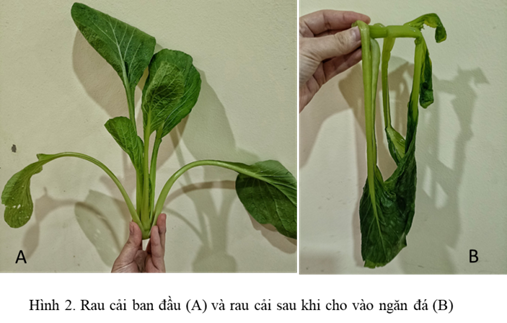 A
B
Hình 2. Rau cải ban đầu (A) và rau cải sau khi cho vào ngăn đá (B)